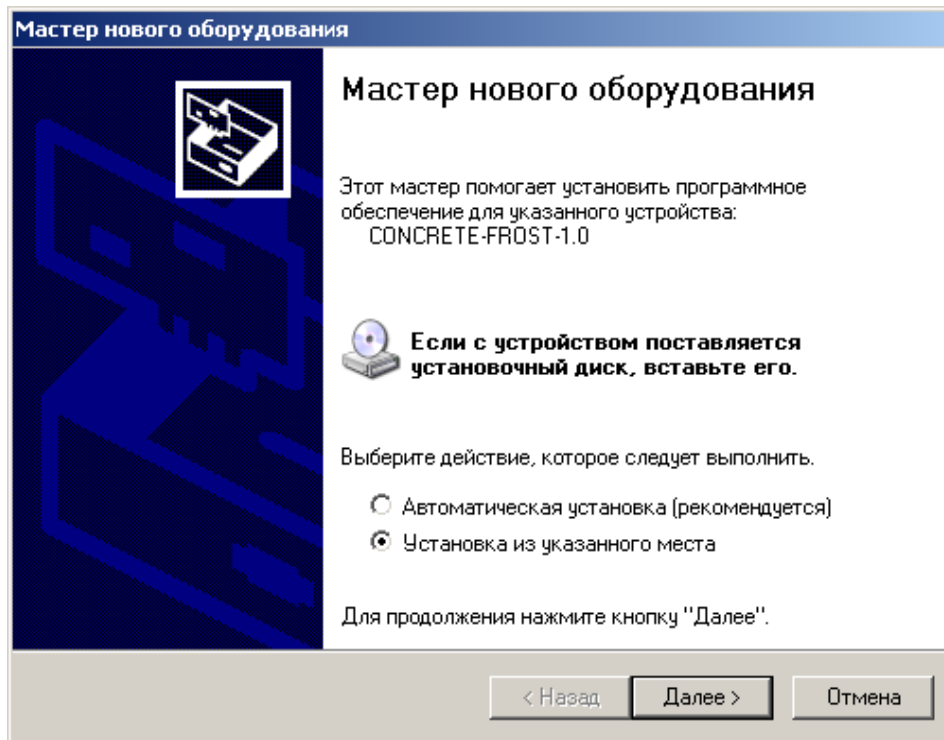 Мастер нового оборудования
Мастер нового оборудования
Этот мастер помогает установить программное
обеспечение для указанного устройства:
CONCRETE-FROST-1.0
Если с устройством поставляется
установочный диск, вставьте его.
Выберите действие, которое следует выполнить.
Автоматическая установка (рекомендуется)
Установка из указанного места
Для продолжения нажмите кнопку "Далее".
< Назад
Далее >
Отмена